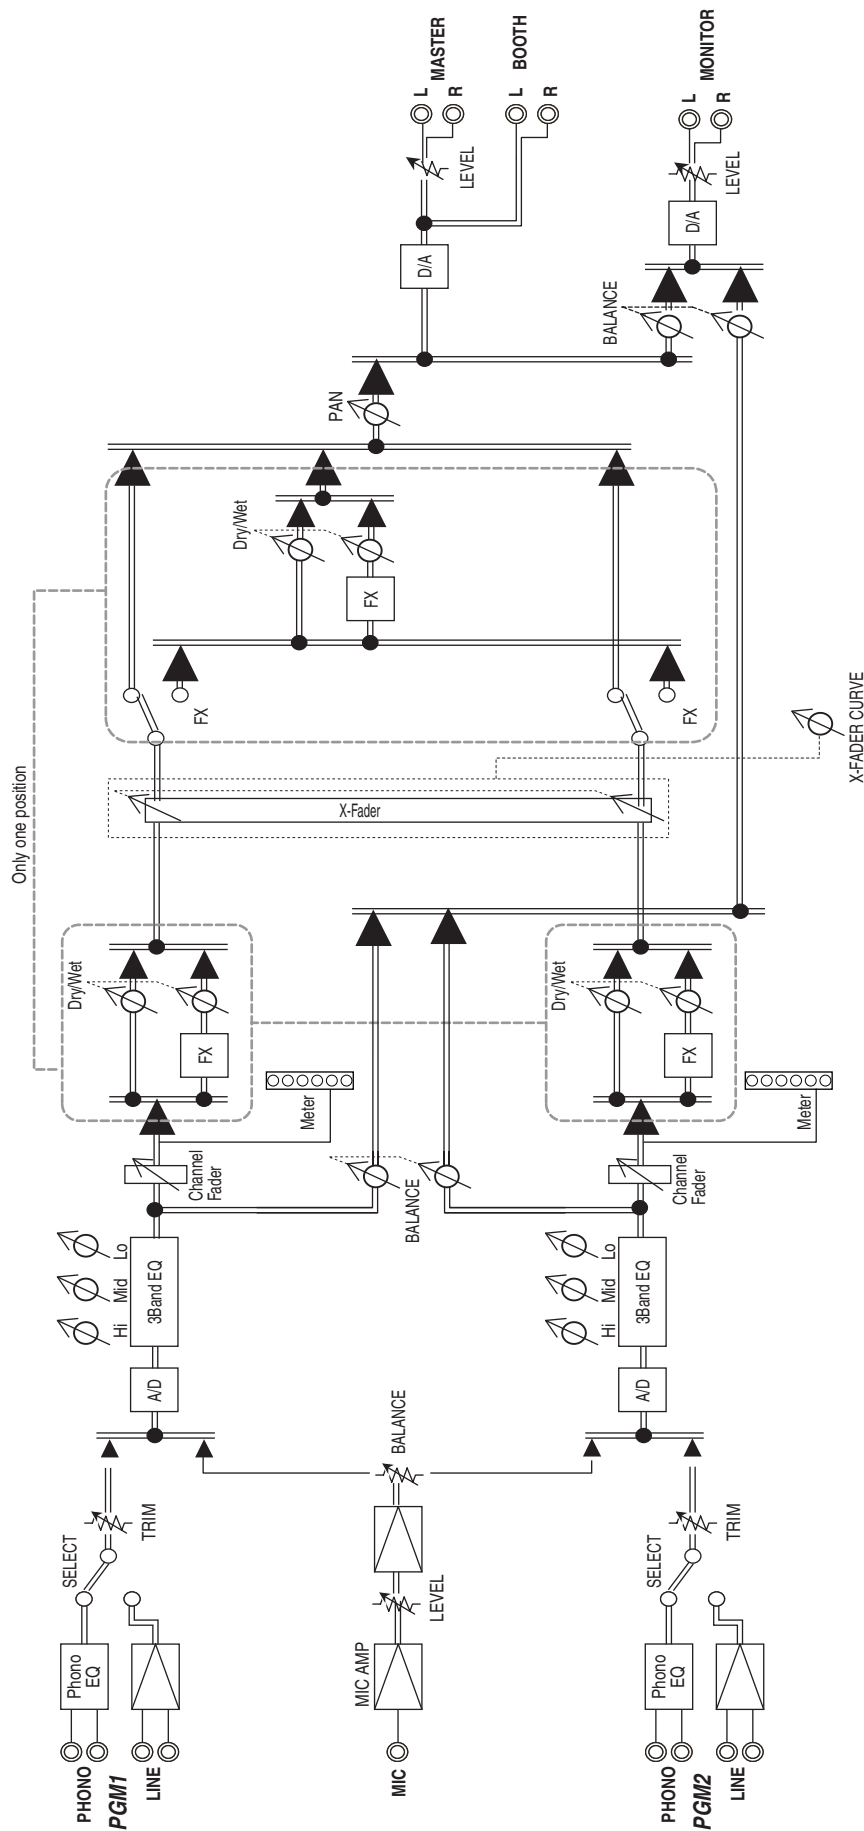 PHONO
PGM1
LINE
Phono
EQ
SELECT
TRIM
A/D
3Band EQ
Hi
Mid
Lo
Channel
Fader
Meter
FX
Dry/Wet
Only one position
MIC
MIC AMP
LEVEL
BALANCE
BALANCE
PHONO
PGM2
LINE
Phono
EQ
SELECT
TRIM
A/D
3Band EQ
Hi
Mid
Lo
Channel
Fader
Meter
FX
Dry/Wet
X-Fader
X-FADER CURVE
FX
FX
FX
Dry/Wet
PAN
D/A
LEVEL
L
R
MASTER
L
R
BOOTH
BALANCE
D/A
LEVEL
L
R
MONITOR